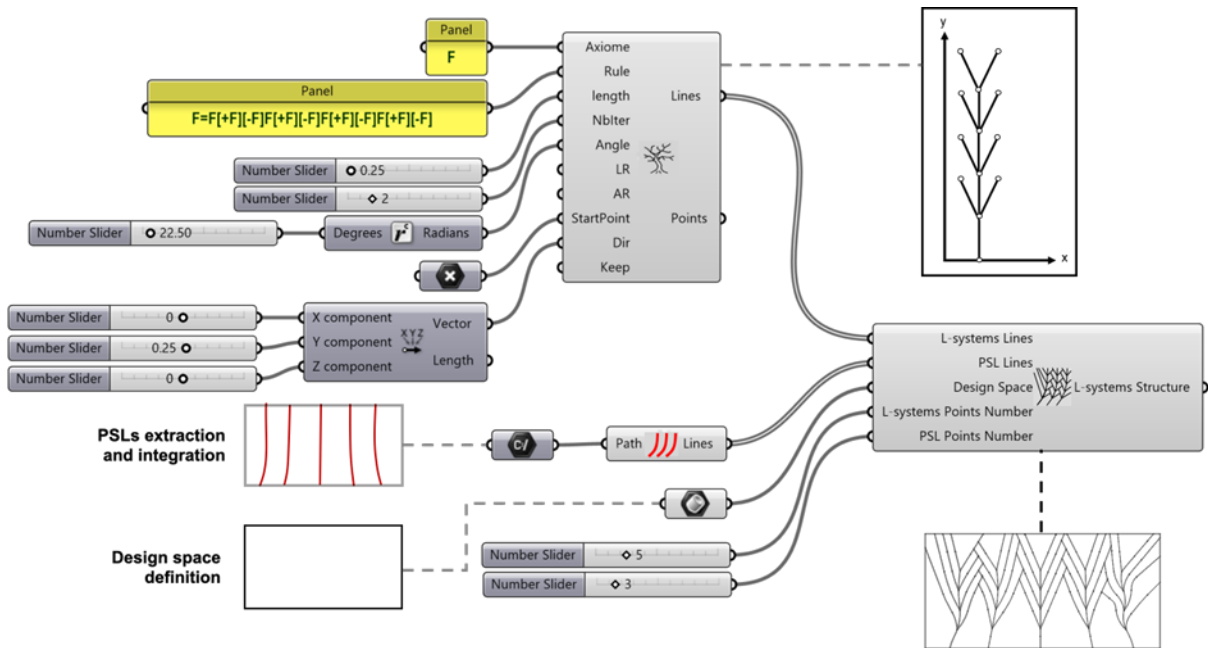 Panel
F
Panel
F=F[+F][-F]F[+F][-F]F[+F][-F]F[+F][-F]
Number Slider
0.25
Number Slider
2
Number Slider
22.50
Degrees
Radians
Number Slider
0
Number Slider
0.25
Number Slider
0
X component
Y component
Z component
X Y Z
Vector
Length
Axiome
Rule
length
NbIter
Angle
LR
AR
StartPoint
Dir
Keep
Lines
Points
y
x
PSLs extraction
and integration
C/
Path
Lines
Design space
definition
Number Slider
5
Number Slider
3
L-systems Lines
PSL Lines
Design Space
L-systems Points Number
PSL Points Number
L-systems Structure